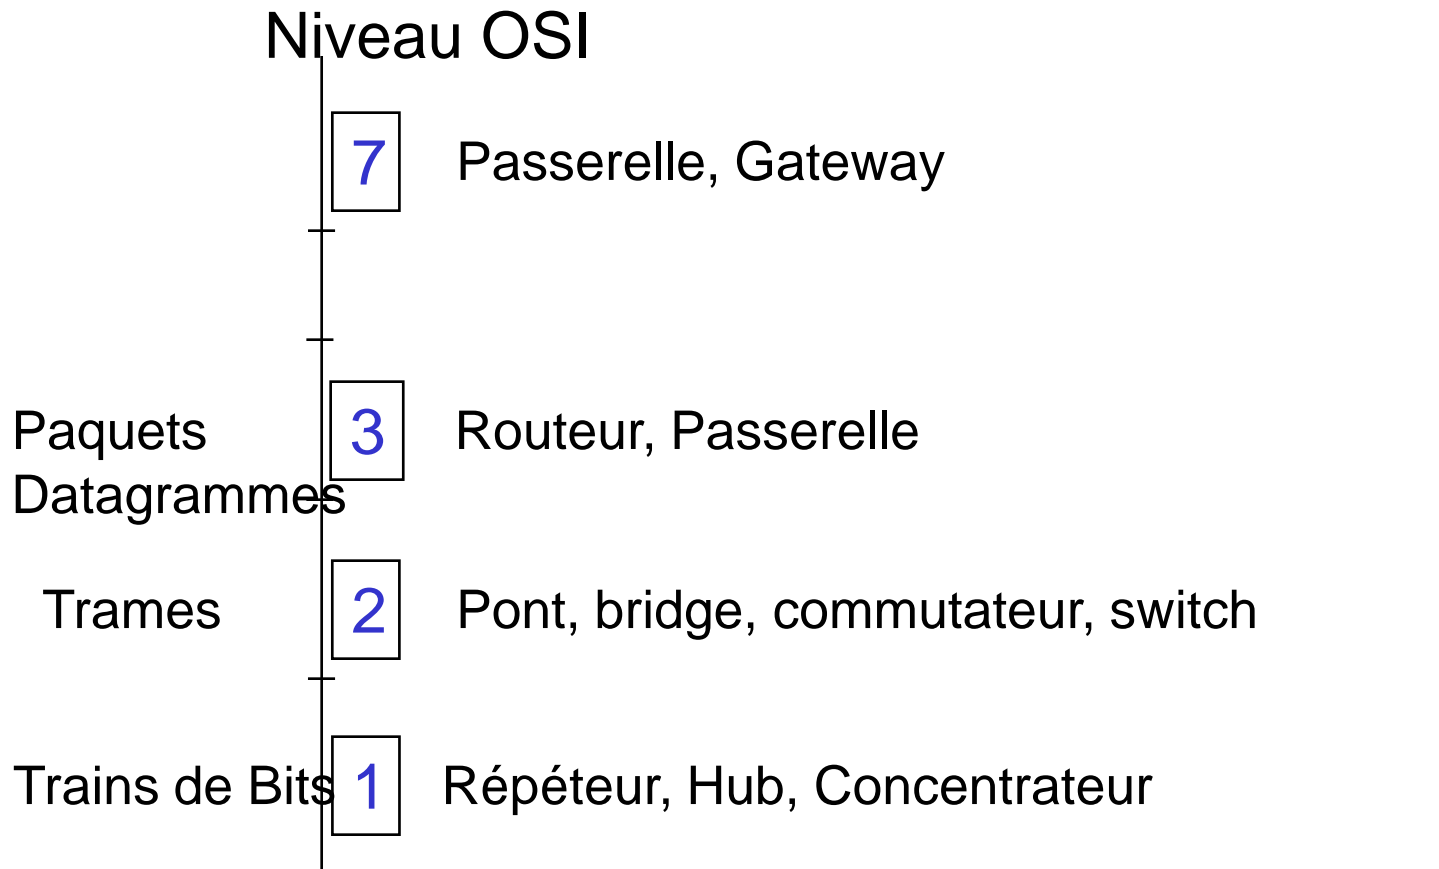 Niveau OSI
7 Passerelle, Gateway
Paquets 3 Routeur, Passerelle
Datagrammes
Trames 2 Pont, bridge, commutateur, switch
Trains de Bits 1 Répéteur, Hub, Concentrateur